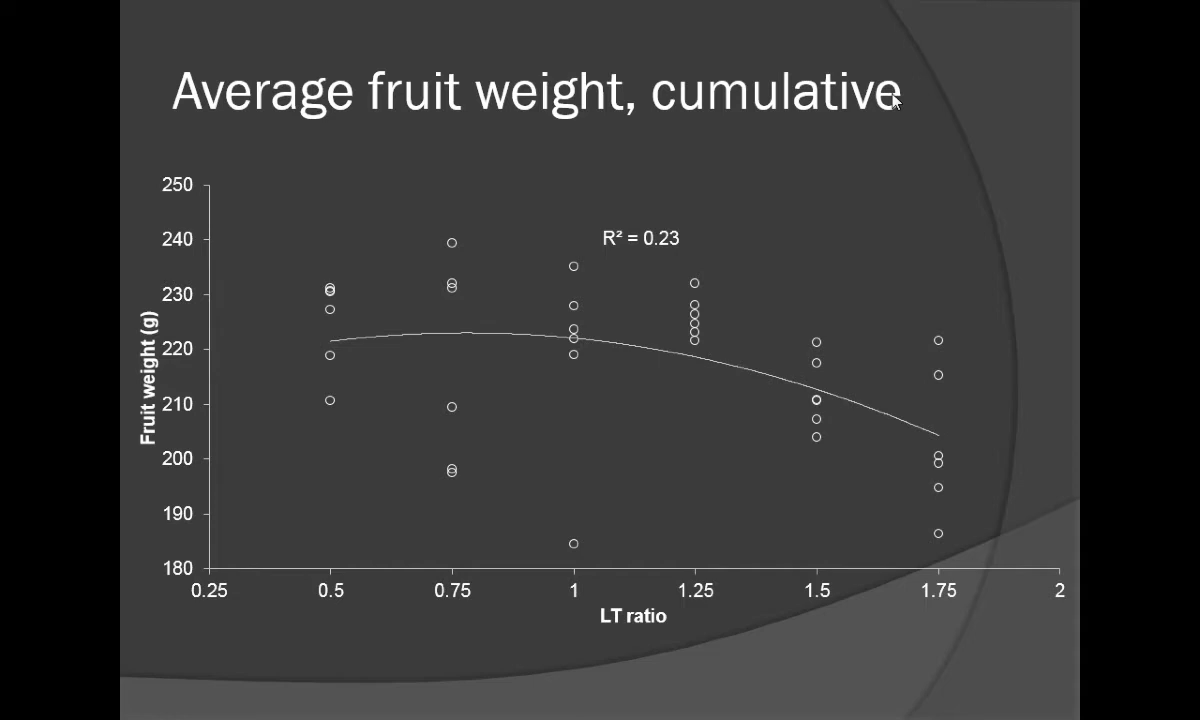 Average fruit weight, cumulative
250
240
R² = 0.23
230
220
210
200
190
180
Fruit weight (g)
0.25 0.5 0.75 1 1.25 1.5 1.75 2
LT ratio